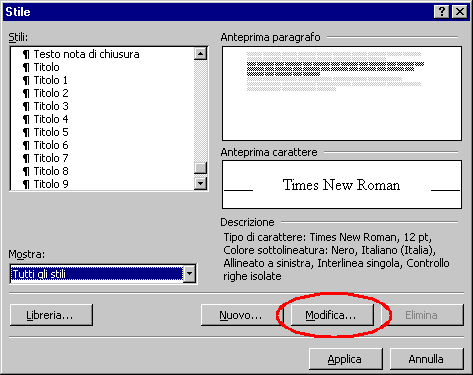 Stile
Stili:
¶ Testo nota di chiusura
¶ Titolo
¶ Titolo 1
¶ Titolo 2
¶ Titolo 3
¶ Titolo 4
¶ Titolo 5
¶ Titolo 6
¶ Titolo 7
¶ Titolo 8
¶ Titolo 9
Mostra:
Tutti gli stili
Anteprima paragrafo
Anteprima carattere
Times New Roman
Descrizione
Tipo di carattere: Times New Roman, 12 pt,
Colore sottolineatura: Nero, Italiano (Italia),
Allineato a sinistra, Interlinea singola, Controllo
righe isolate
Libreria... Nuovo... Modifica... Elimina
Applica Annulla